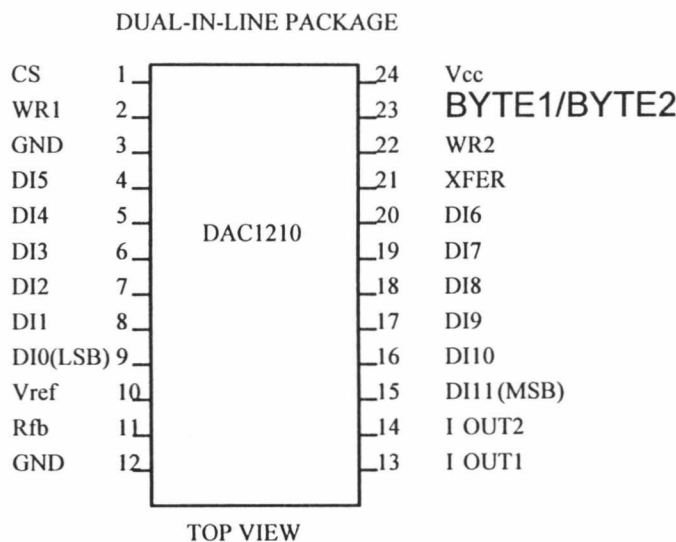 DUAL-IN-LINE PACKAGE
CS 1 24 Vcc
WR1 2 23 BYTE1/BYTE2
GND 3 22 WR2
DI5 4 21 XFER
DI4 5 20 DI6
DI3 6 DAC1210 19 DI7
DI2 7 18 DI8
DI1 8 17 DI9
DI0(LSB) 9 16 DI10
Vref 10 15 DI11(MSB)
Rfb 11 14 I OUT2
GND 12 13 I OUT1
TOP VIEW